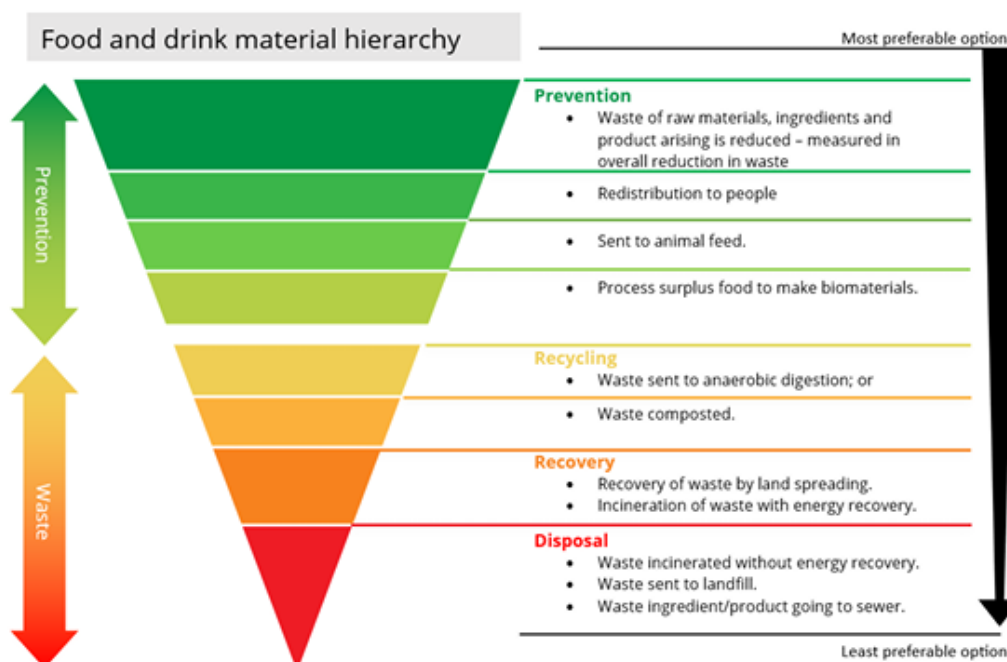 Food and drink material hierarchy
Most preferable option
Prevention
Prevention
• Waste of raw materials, ingredients and
product arising is reduced – measured in
overall reduction in waste
• Redistribution to people
• Sent to animal feed.
• Process surplus food to make biomaterials.
Waste
Recycling
• Waste sent to anaerobic digestion; or
• Waste composted.
Recovery
• Recovery of waste by land spreading.
• Incineration of waste with energy recovery.
Disposal
• Waste incinerated without energy recovery.
• Waste sent to landfill.
• Waste ingredient/product going to sewer.
Least preferable option